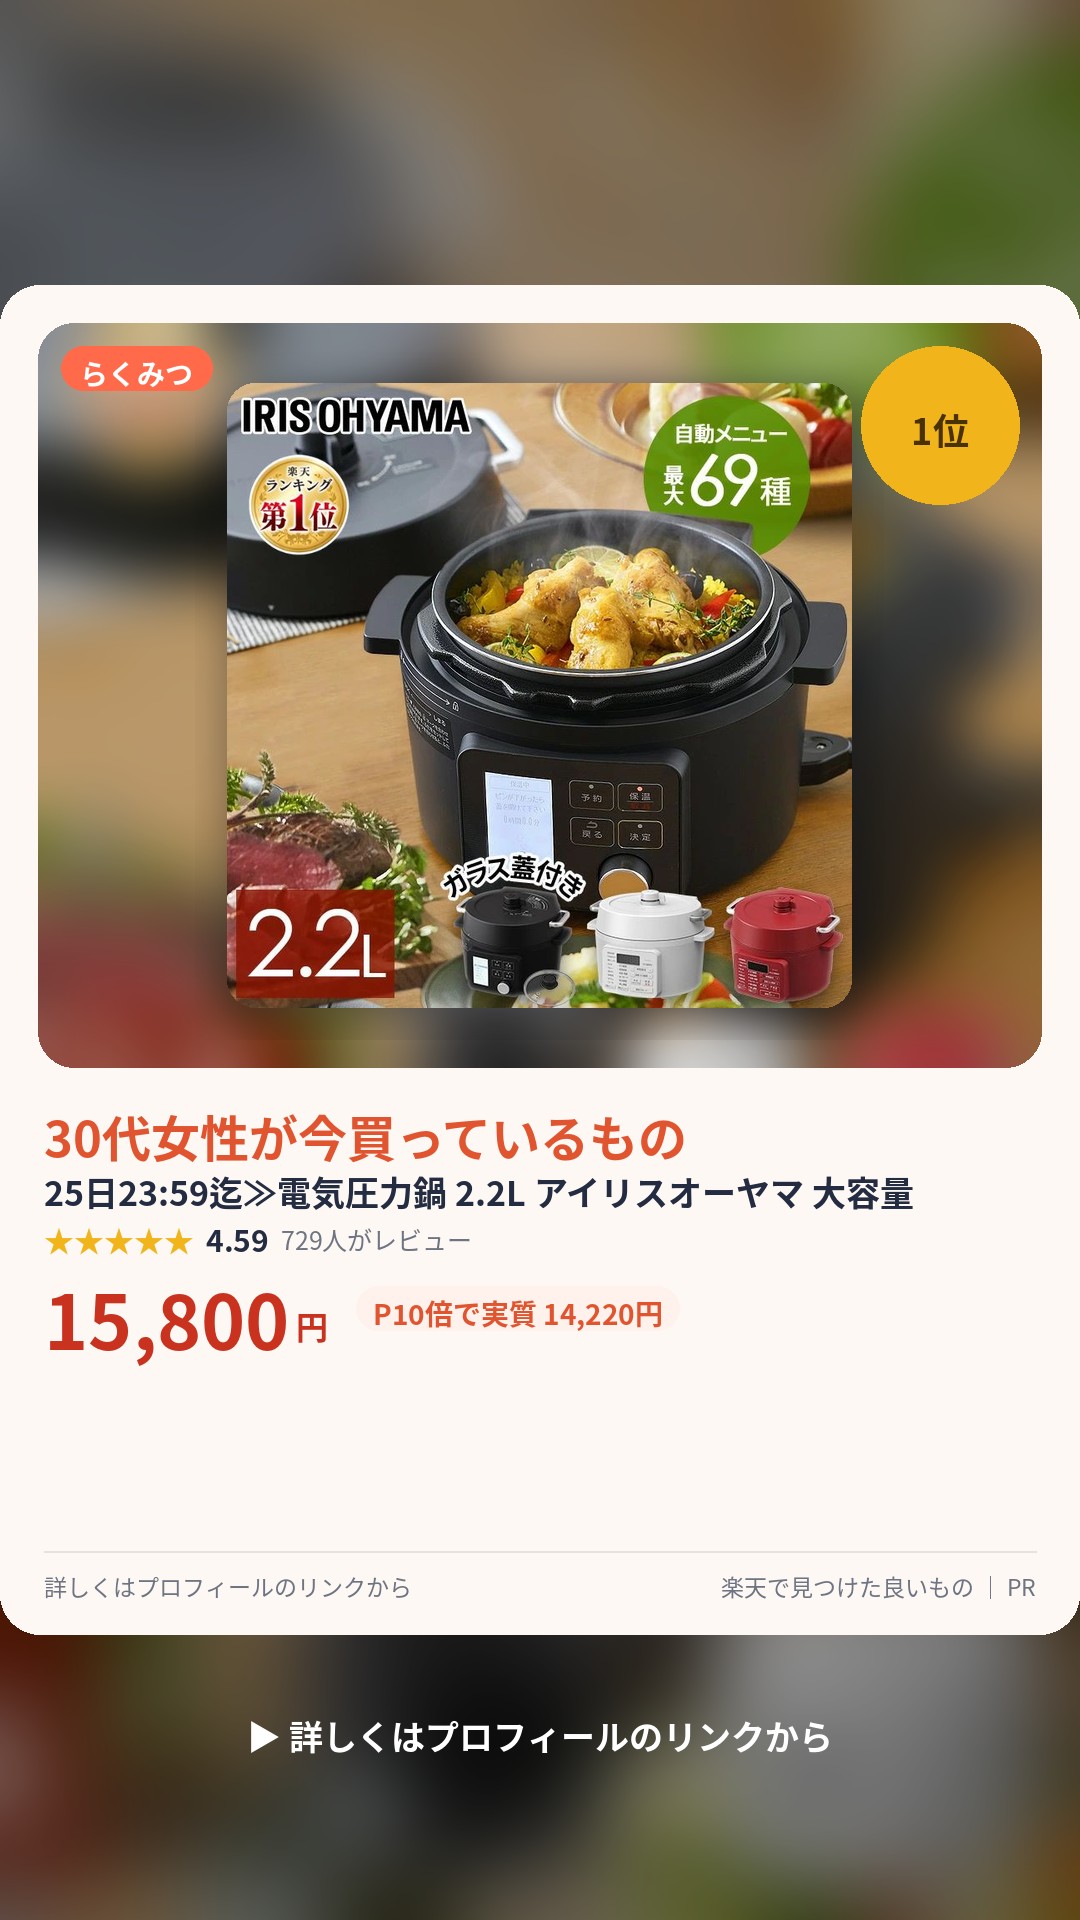 らくみつ
1位
IRIS OHYAMA
楽天
ランキング
第1位
自動メニュー
最大69種
予約
保温
戻る
決定
ガラス蓋付き
2.2L
30代女性が今買っているもの
25日23:59迄≫電気圧力鍋 2.2L アイリスオーヤマ 大容量
★★★★★ 4.59 729人がレビュー
15,800円 P10倍で実質 14,220円
詳しくはプロフィールのリンクから
楽天で見つけた良いもの｜PR
▶ 詳しくはプロフィールのリンクから